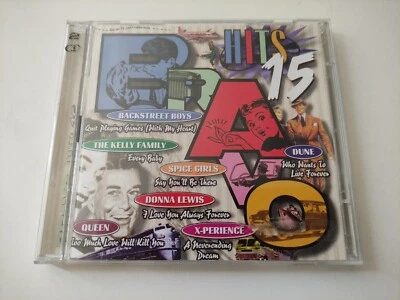 HITS
15
BRAVO
BACKSTREET BOYS
Quit Playing Games (With My Heart)
THE KELLY FAMILY
Every Baby
DUNE
Who Wants To
Live Forever
SPICE GIRLS
Say You'll Be There
DONNA LEWIS
I Love You Always Forever
QUEEN
Too Much Love Will Kill You
X-PERIENCE
A Neverending
Dream